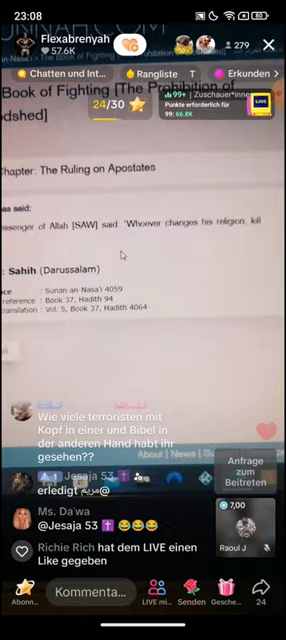 23:08
80
Flexabrenyah
57.6K
279
Chatten und Int...
Rangliste
T
Erkunden
Book of Fighting [The Prohibition of
odshed]
24/30
99+ Zuschauer*inne
Punkte erforderlich für
99: 66.8K
LIVE
Chapter: The Ruling on Apostates
as said:
ssenger of Allah [SAW] said "Whoever changes his religion, kill
: Sahih (Darussalam)
ce : Sunan an-Nasa'i 4059
reference : Book 37, Hadith 94
translation : Vol. 5, Book 37, Hadith 4064
Wie viele terroristen mit
Kopf in einer und Bibel in
der anderen Hand habt ihr
gesehen??
About | News |
1 Jesaja 53
erledigt مريم@
Ms. Da'wa
@Jesaja 53
Richie Rich hat dem LIVE einen
Like gegeben
Anfrage
zum
Beitreten
7,00
Raoul J
Abonn...
Kommenta...
LIVE mi...
Senden
Gesche...
24